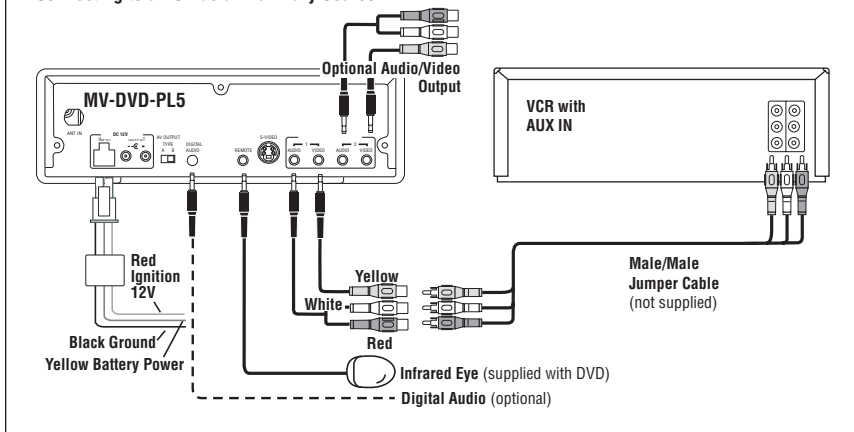 Optional Audio/Video
Output
MV-DVD-PL5
VCR with
AUX IN
ANT IN
DC 12V
AV OUTPUT
TYPE
A B
DIGITAL
AUDIO
REMOTE
S-VIDEO
1
AUDIO VIDEO
2
AUDIO VIDEO
Red
Ignition
12V
Yellow
White
Red
Male/Male
Jumper Cable
(not supplied)
Black Ground
Yellow Battery Power
Infrared Eye (supplied with DVD)
Digital Audio (optional)